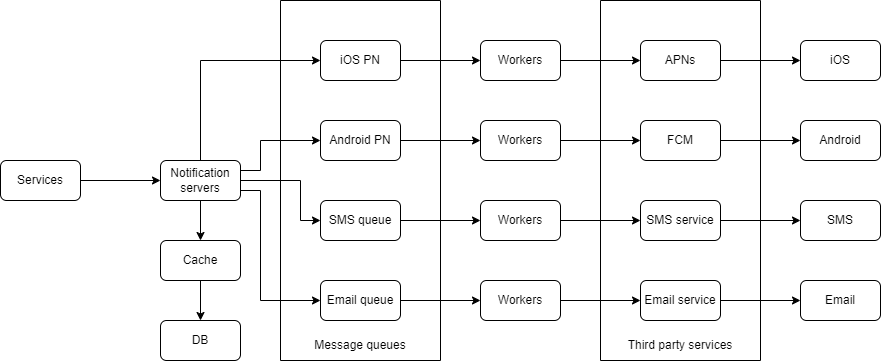 iOS PN
Workers
APNs
iOS
Android PN
Workers
FCM
Android
Services
Notification
servers
SMS queue
Workers
SMS service
SMS
Cache
Email queue
Workers
Email service
Email
DB
Message queues
Third party services